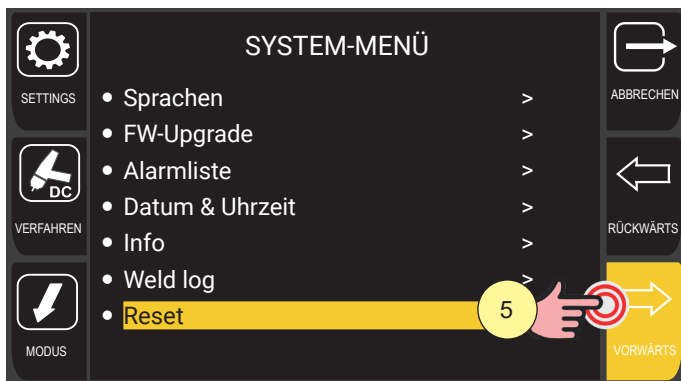 SYSTEM-MENÜ
SETTINGS
DC
VERFAHREN
MODUS
Sprachen >
FW-Upgrade >
Alarmliste >
Datum & Uhrzeit >
Info >
Weld log >
Reset
5
ABBRECHEN
RÜCKWÄRTS
VORWÄRTS